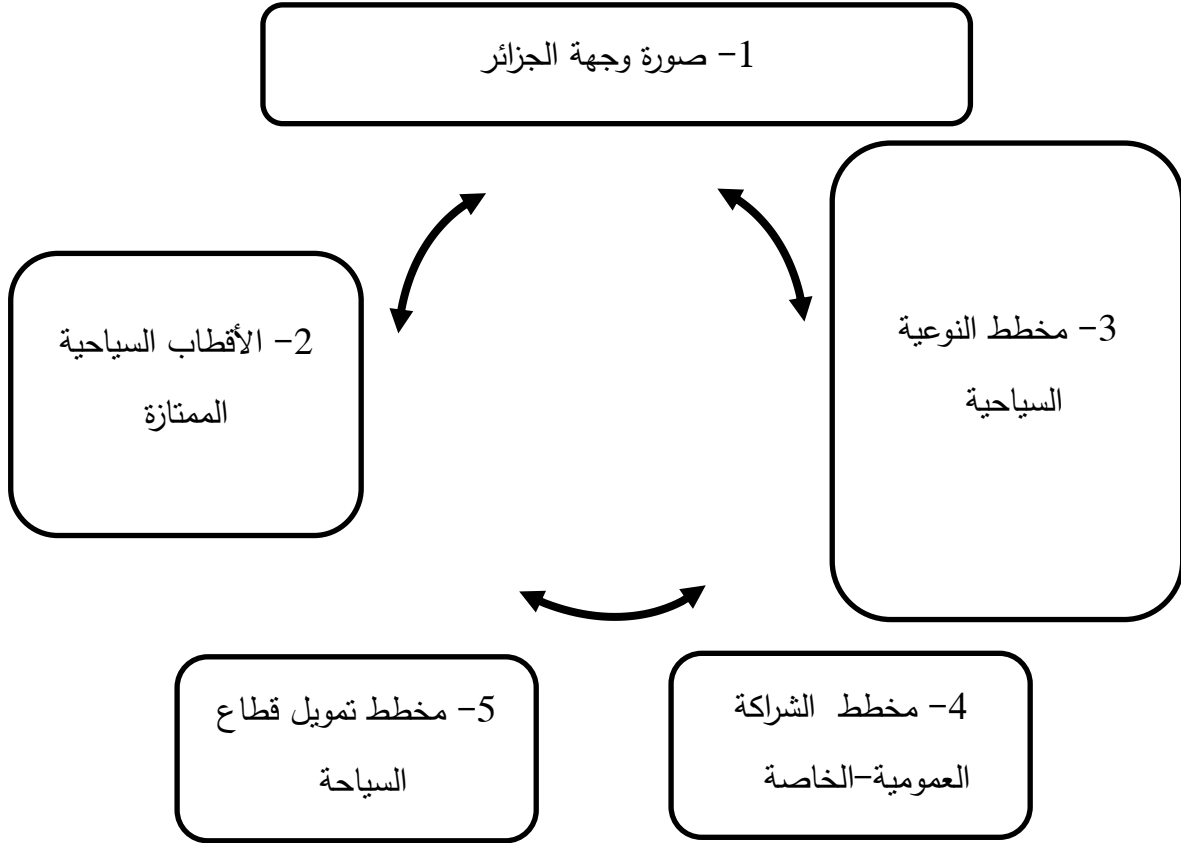 1- صورة وجهة الجزائر
2- الأقطاب السياحية
الممتازة
3- مخطط النوعية
السياحية
4- مخطط الشراكة
العمومية-الخاصة
5- مخطط تمويل قطاع
السياحة